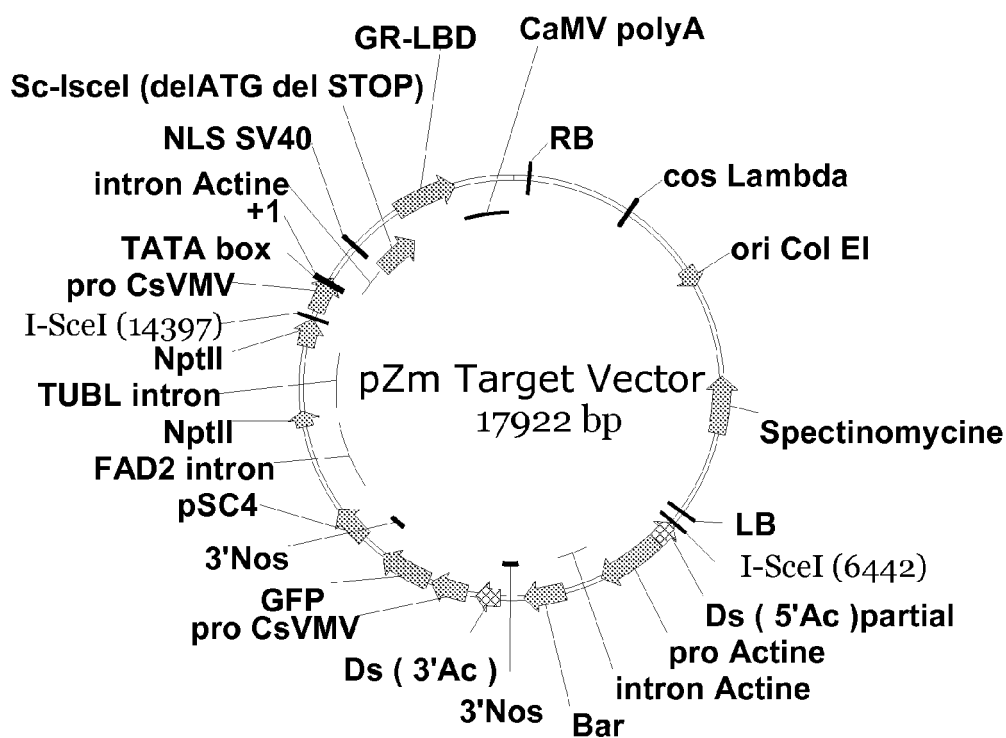 CaMV polyA
GR-LBD
Sc-IsceI (delATG del STOP)
NLS SV40
RB
intron Actine
cos Lambda
+1
TATA box
ori Col EI
pro CsVMV
I-SceI (14397)
NptII
pZm Target Vector
TUBL intron
17922 bp
NptII
Spectinomycine
FAD2 intron
pSC4
LB
3'Nos
I-SceI (6442)
GFP
Ds ( 5'Ac )partial
pro CsVMV
pro Actine
Ds ( 3'Ac )
intron Actine
3'Nos
Bar